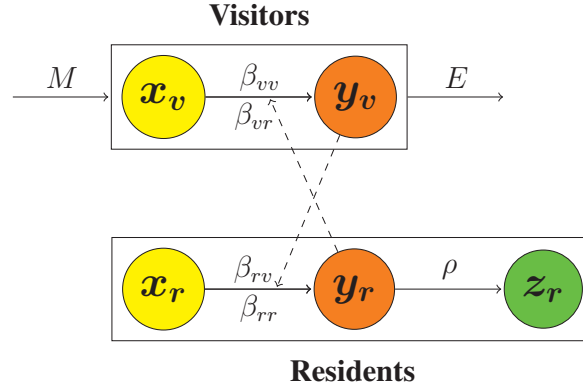 Visitors
M
x_v
β_vv
β_vr
y_v
E
x_r
β_rv
β_rr
y_r
ρ
z_r
Residents